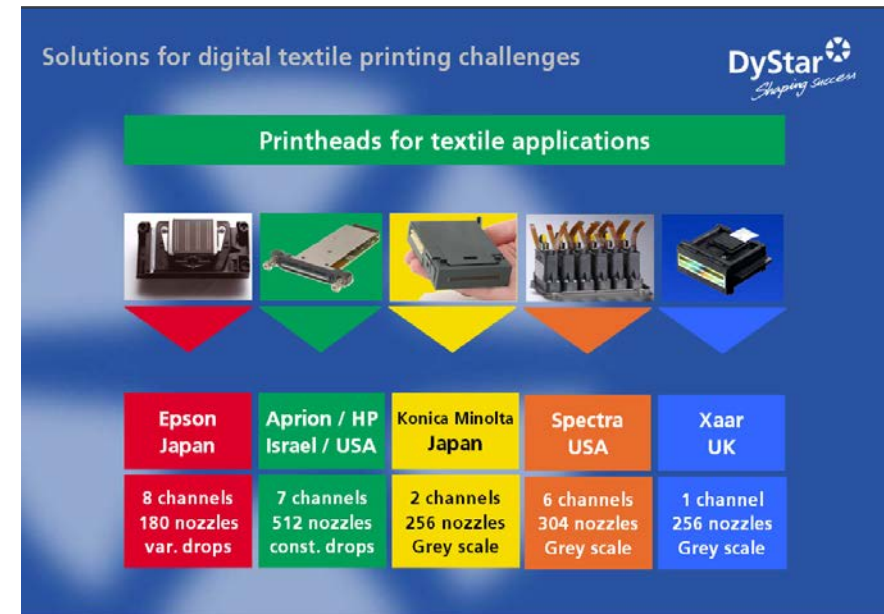 Solutions for digital textile printing challenges
DyStar
Shaping success
Printheads for textile applications
Epson
Japan
Aprion / HP
Israel / USA
Konica Minolta
Japan
Spectra
USA
Xaar
UK
8 channels
180 nozzles
var. drops
7 channels
512 nozzles
const. drops
2 channels
256 nozzles
Grey scale
6 channels
304 nozzles
Grey scale
1 channel
256 nozzles
Grey scale